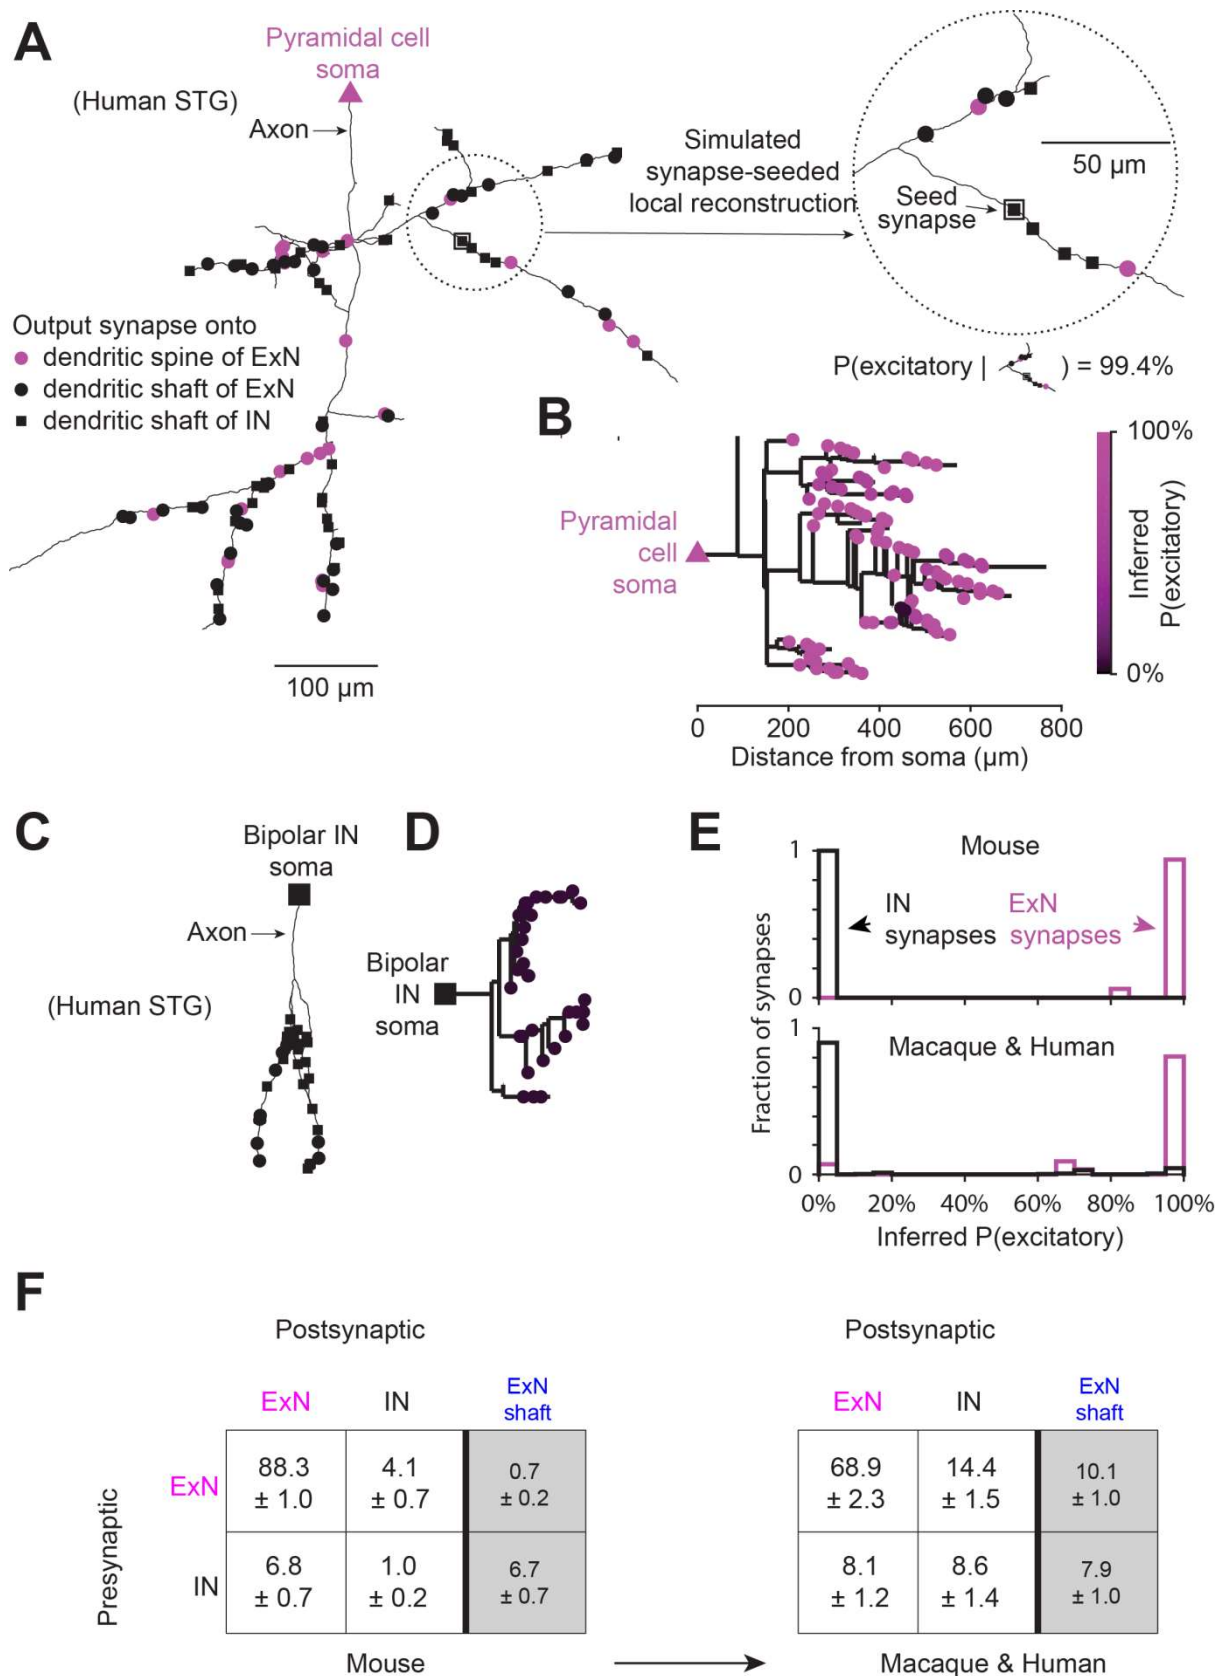 A
Pyramidal cell
soma
(Human STG)
Axon
Simulated
synapse-seeded
local reconstruction
50 µm
Seed
synapse
Output synapse onto
dendritic spine of ExN
dendritic shaft of ExN
dendritic shaft of IN
P(excitatory | ) = 99.4%
100 µm
B
Pyramidal
cell
soma
100%
0%
Inferred
P(excitatory)
0 200 400 600 800
Distance from soma (µm)
C
Bipolar IN
soma
Axon
(Human STG)
D
Bipolar
IN
soma
E
Mouse
1
0
IN
synapses
ExN
synapses
Fraction of synapses
Macaque & Human
1
0
0% 20% 40% 60% 80% 100%
Inferred P(excitatory)
F
Postsynaptic
ExN IN ExN
shaft
Presynaptic
ExN
88.3 4.1 0.7
± 1.0 ± 0.7 ± 0.2
IN
6.8 1.0 6.7
± 0.7 ± 0.2 ± 0.7
Mouse
Postsynaptic
ExN IN ExN
shaft
68.9 14.4 10.1
± 2.3 ± 1.5 ± 1.0
8.1 8.6 7.9
± 1.2 ± 1.4 ± 1.0
Macaque & Human